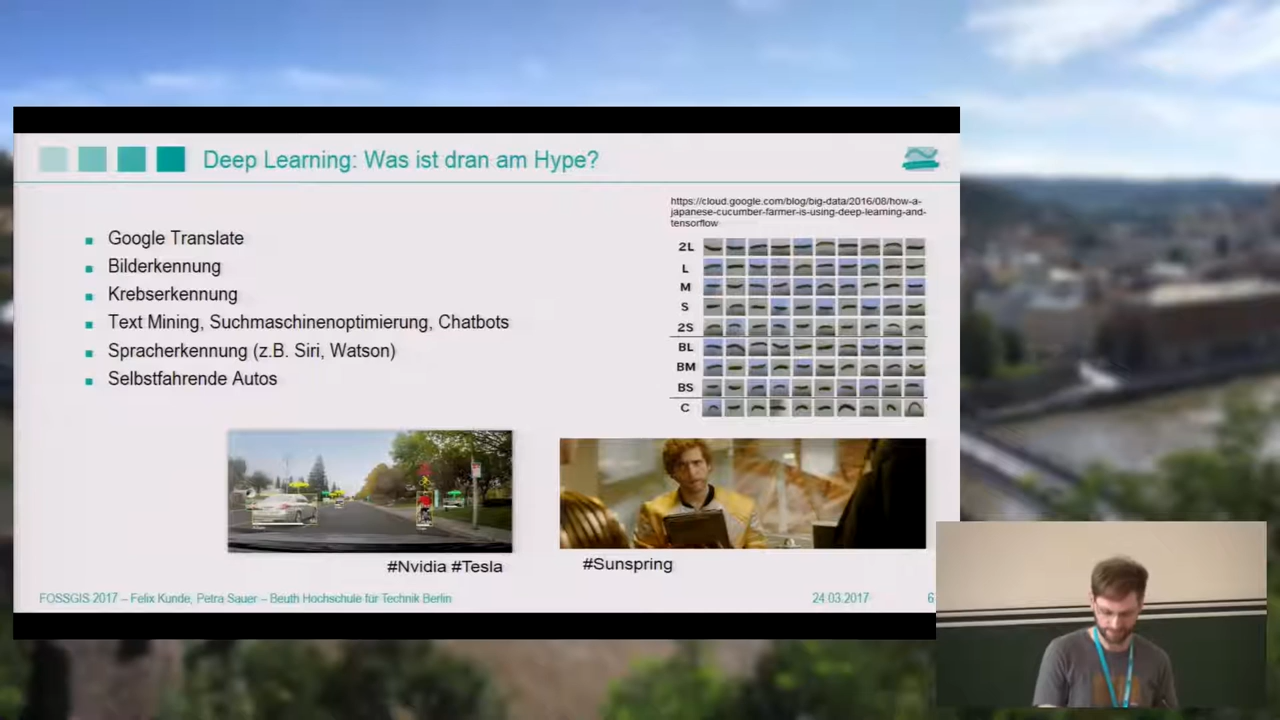 Deep Learning: Was ist dran am Hype?
Google Translate
Bilderkennung
Krebserkennung
Text Mining, Suchmaschinenoptimierung, Chatbots
Spracherkennung (z.B. Siri, Watson)
Selbstfahrende Autos
https://cloud.google.com/blog/big-data/2016/08/how-a-
japanese-cucumber-farmer-is-using-deep-learning-and-
tensorflow
2L
L
M
S
2S
BL
BM
BS
C
#Nvidia #Tesla
#Sunspring
FOSSGIS 2017 – Felix Kunde, Petra Sauer – Beuth Hochschule für Technik Berlin
24.03.2017
6